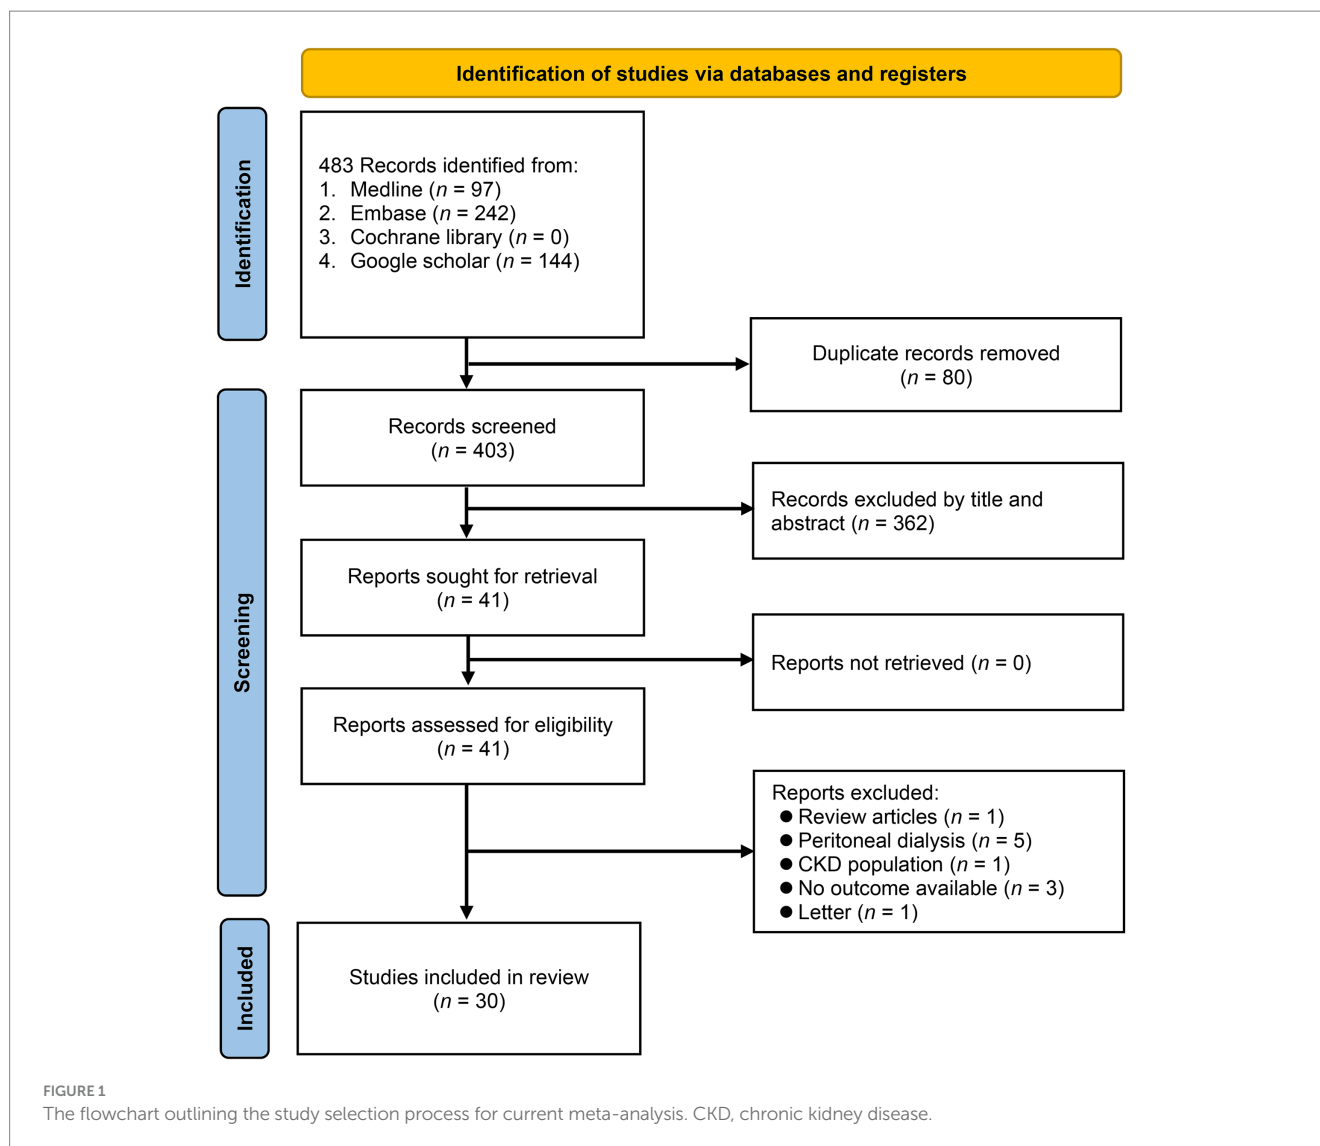 Identification of studies via databases and registers
Identification
483 Records identified from:
1. Medline (n = 97)
2. Embase (n = 242)
3. Cochrane library (n = 0)
4. Google scholar (n = 144)
Duplicate records removed
(n = 80)
Screening
Records screened
(n = 403)
Records excluded by title and
abstract (n = 362)
Reports sought for retrieval
(n = 41)
Reports not retrieved (n = 0)
Reports assessed for eligibility
(n = 41)
Reports excluded:
● Review articles (n = 1)
● Peritoneal dialysis (n = 5)
● CKD population (n = 1)
● No outcome available (n = 3)
● Letter (n = 1)
Included
Studies included in review
(n = 30)
FIGURE 1
The flowchart outlining the study selection process for current meta-analysis. CKD, chronic kidney disease.